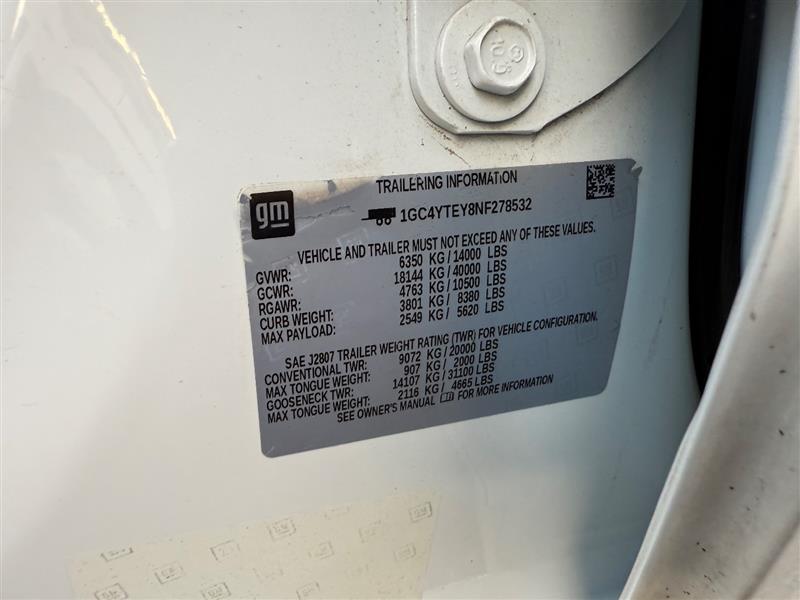 gm
TRAILERING INFORMATION
1GC4YTEY8NF278532
VEHICLE AND TRAILER MUST NOT EXCEED ANY OF THESE VALUES.
GVWR: 6350 KG/14000 LBS
GCWR: 18144 KG/40000 LBS
RGAWR: 4763 KG/10500 LBS
CURB WEIGHT: 3801 KG/ 8380 LBS
MAX PAYLOAD: 2549 KG/ 5620 LBS
SAE J2807 TRAILER WEIGHT RATING (TWR) FOR VEHICLE CONFIGURATION.
CONVENTIONAL TWR: 9072 KG/20000 LBS
MAX TONGUE WEIGHT: 907 KG/ 2000 LBS
GOOSENECK TWR: 14107 KG/31100 LBS
MAX TONGUE WEIGHT: 2116 KG/ 4665 LBS
SEE OWNER'S MANUAL FOR MORE INFORMATION